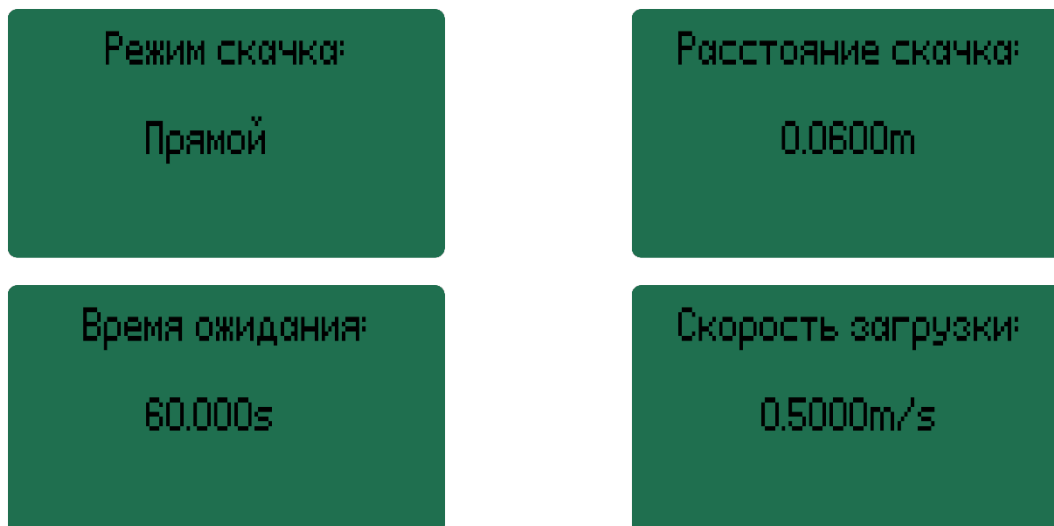 Режим скачка:
Прямой
Расстояние скачка:
0.0600m
Время ожидания:
60.000s
Скорость загрузки:
0.5000m/s